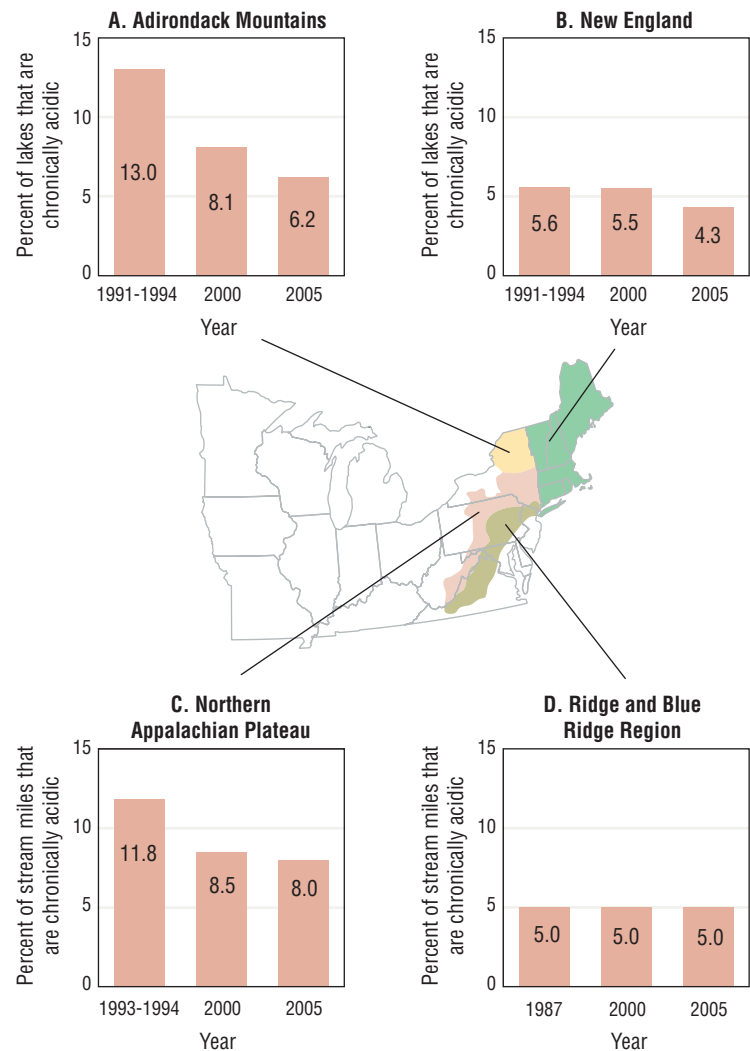 A. Adirondack Mountains
Percent of lakes that are
chronically acidic
15
10
5
0
13.0
8.1
6.2
1991-1994 2000 2005
Year
B. New England
Percent of lakes that are
chronically acidic
15
10
5
0
5.6
5.5
4.3
1991-1994 2000 2005
Year
C. Northern
Appalachian Plateau
Percent of stream miles that
are chronically acidic
15
10
5
0
11.8
8.5
8.0
1993-1994 2000 2005
Year
D. Ridge and Blue
Ridge Region
Percent of stream miles that
are chronically acidic
15
10
5
0
5.0
5.0
5.0
1987 2000 2005
Year